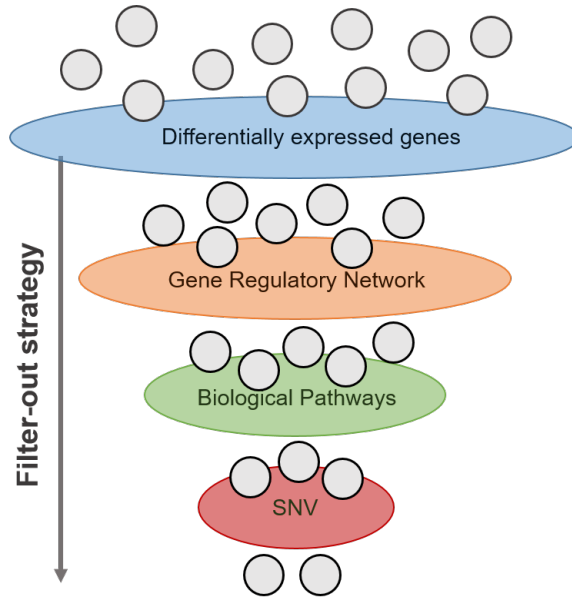 Differentially expressed genes
Filter-out strategy
Gene Regulatory Network
Biological Pathways
SNV